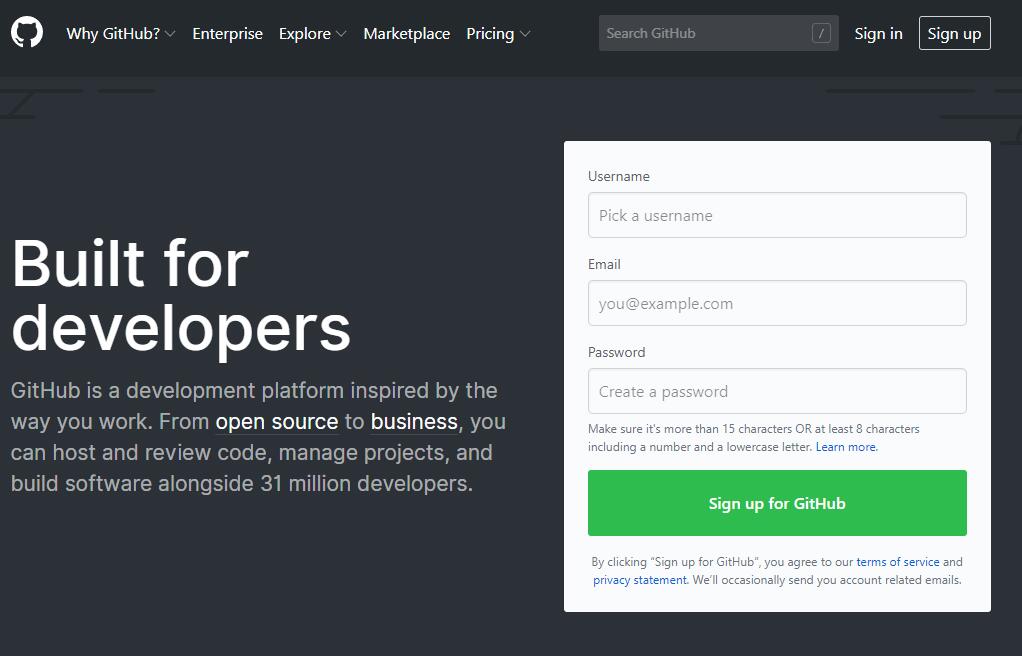 Why GitHub? Enterprise Explore Marketplace Pricing Search GitHub / Sign in Sign up
Built for
developers
GitHub is a development platform inspired by the
way you work. From open source to business, you
can host and review code, manage projects, and
build software alongside 31 million developers.
Username
Pick a username
Email
you@example.com
Password
Create a password
Make sure it's more than 15 characters OR at least 8 characters
including a number and a lowercase letter. Learn more.
Sign up for GitHub
By clicking “Sign up for GitHub”, you agree to our terms of service and
privacy statement. We’ll occasionally send you account related emails.